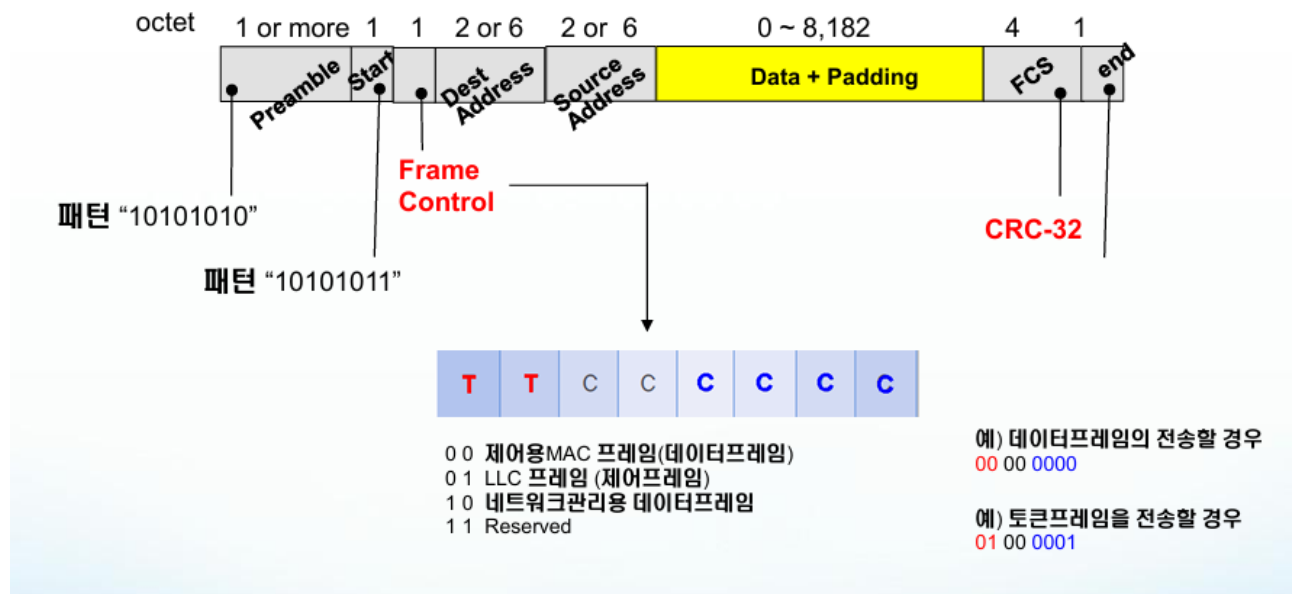 octet 1 or more 1 1 2 or 6 2 or 6 0 ~ 8,182 4 1
Preamble Start Dest Address Source Address Data + Padding FCS end
Frame
Control
패턴 “10101010”
CRC-32
패턴 “10101011”
T T C C C C C C
0 0 제어용MAC 프레임(데이터프레임)
0 1 LLC 프레임 (제어프레임)
1 0 네트워크관리용 데이터프레임
1 1 Reserved
예) 데이터프레임의 전송할 경우
00 00 0000
예) 토큰프레임을 전송할 경우
01 00 0001